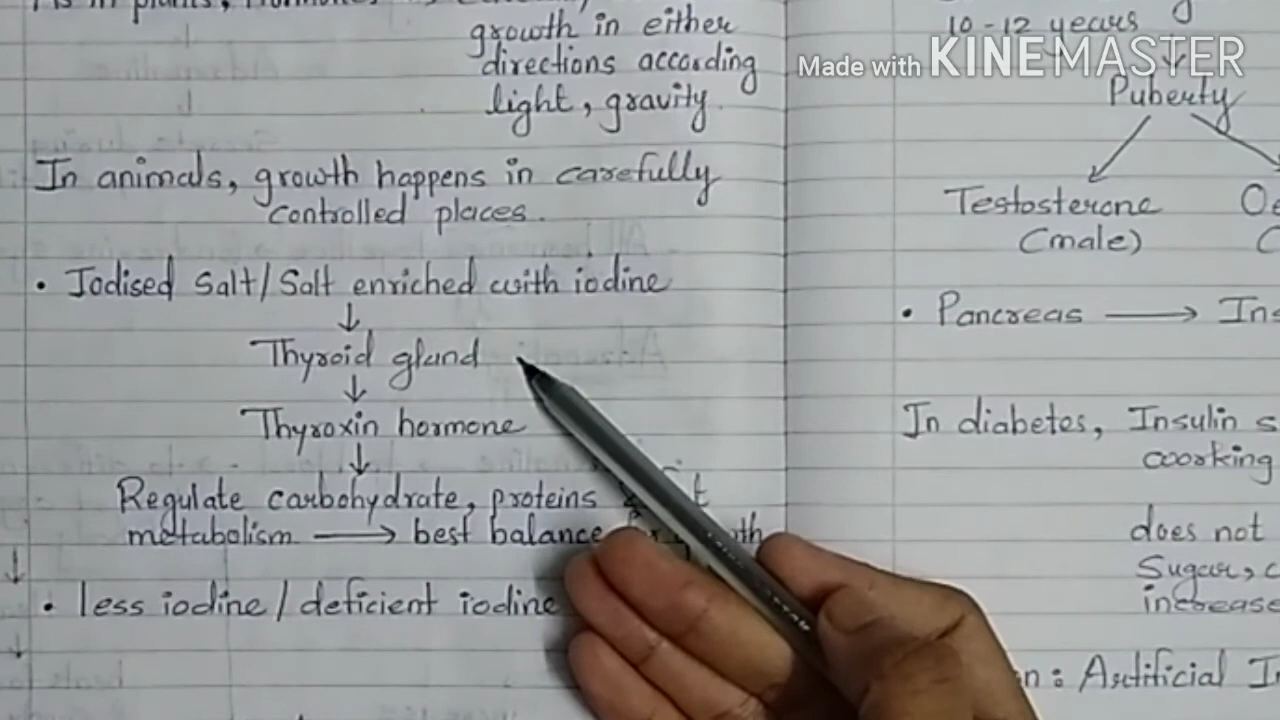 growth in either
directions according
light, gravity.
In animals, growth happens in carefully
controlled places.
• Iodised Salt/Salt enriched with iodine
↓
Thyroid gland
↓
Thyroxin hormone
↓
Regulate carbohydrate, proteins &
metabolism → best balance
• less iodine / deficient iodine
10-12 years
Made with KINEMASTER
Puberty
Testosterone
(male)
• Pancreas →
In diabetes, Insulin
working
does not
Sugar,
increase
: Artificial